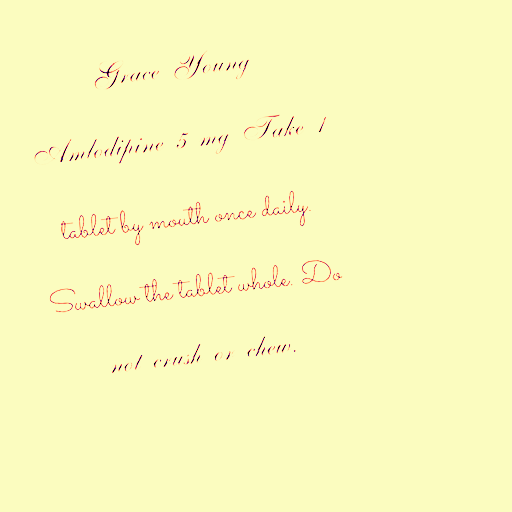 Grace Young
Amlodipine 5 mg Take 1
tablet by mouth once daily.
Swallow the tablet whole. Do
not crush or chew.